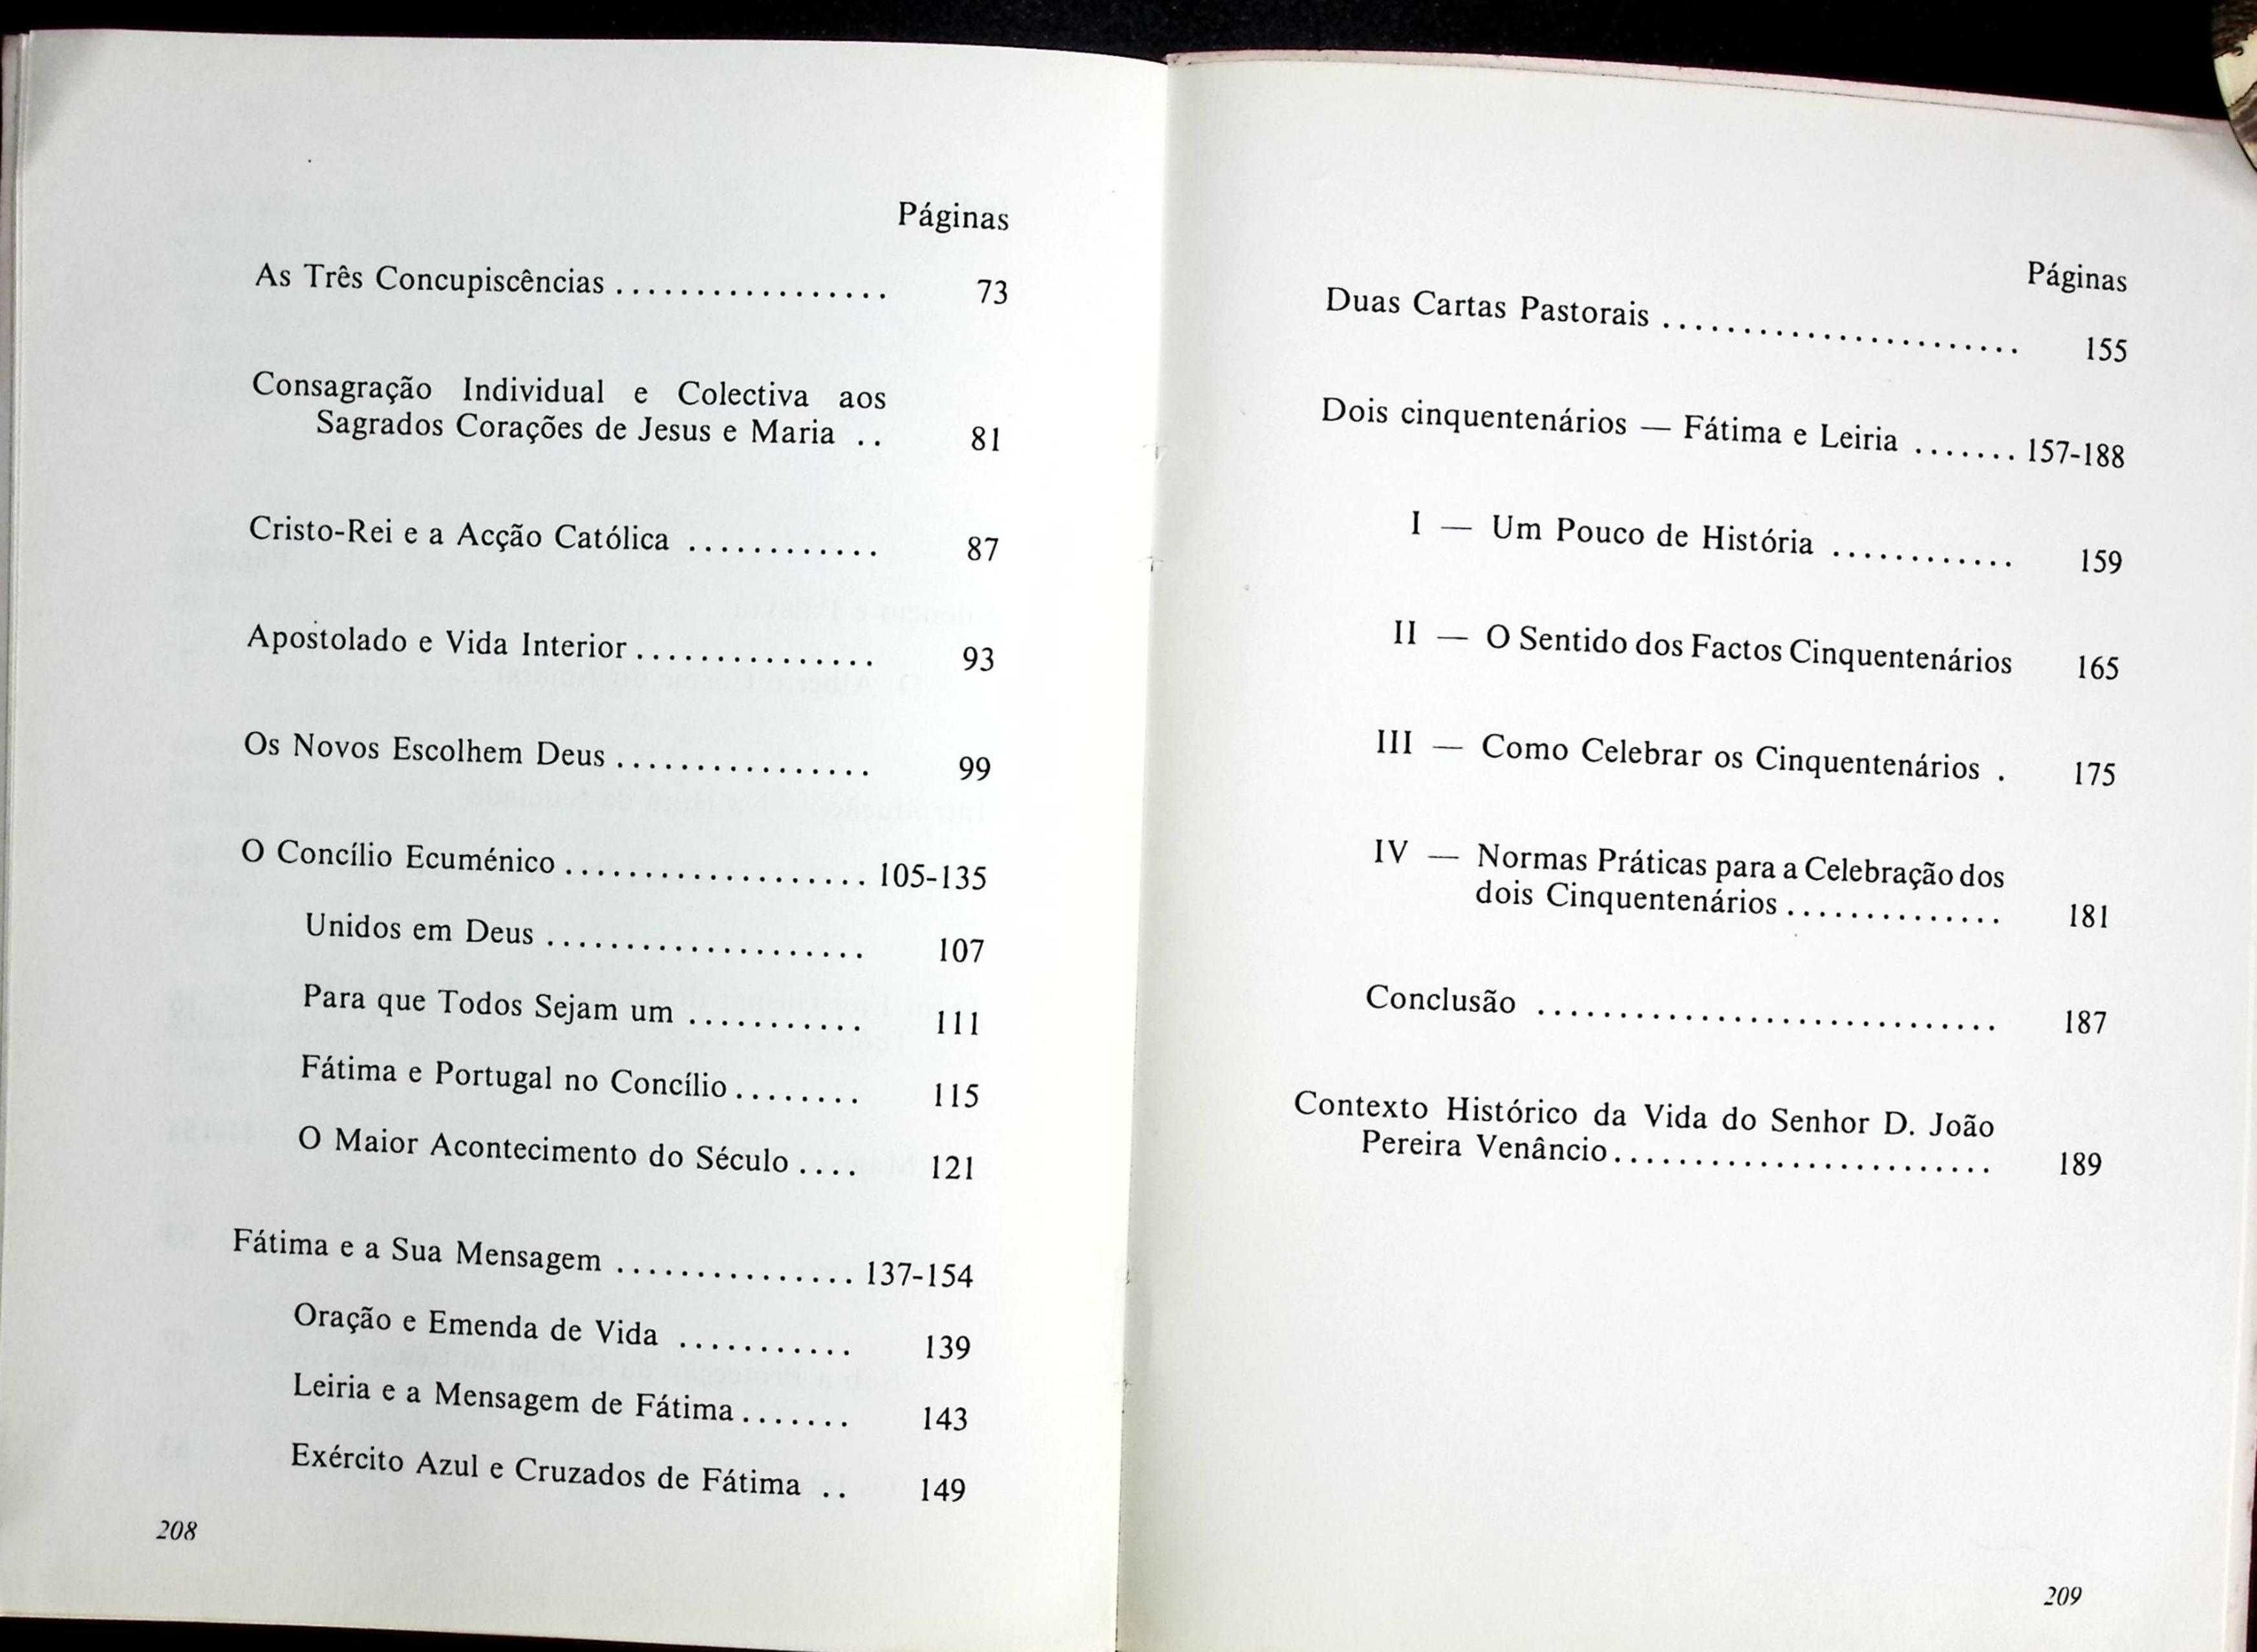 Páginas
As Três Concupiscências ................. 73
Consagração Individual e Colectiva aos
Sagrados Corações de Jesus e Maria .. 81
Cristo-Rei e a Acção Católica ............ 87
Apostolado e Vida Interior ............... 93
Os Novos Escolhem Deus ................ 99
O Concílio Ecuménico ................... 105-135
Unidos em Deus .................... 107
Para que Todos Sejam um ........... 111
Fátima e Portugal no Concílio ........ 115
O Maior Acontecimento do Século .... 121
Fátima e a Sua Mensagem ............... 137-154
Oração e Emenda de Vida ........... 139
Leiria e a Mensagem de Fátima ....... 143
Exército Azul e Cruzados de Fátima .. 149
208
Páginas
Duas Cartas Pastorais ....................... 155
Dois cinquentenários — Fátima e Leiria ....... 157-188
I — Um Pouco de História ............ 159
II — O Sentido dos Factos Cinquentenários 165
III — Como Celebrar os Cinquentenários . 175
IV — Normas Práticas para a Celebração dos
dois Cinquentenários .............. 181
Conclusão ............................. 187
Contexto Histórico da Vida do Senhor D. João
Pereira Venâncio ........................ 189
209